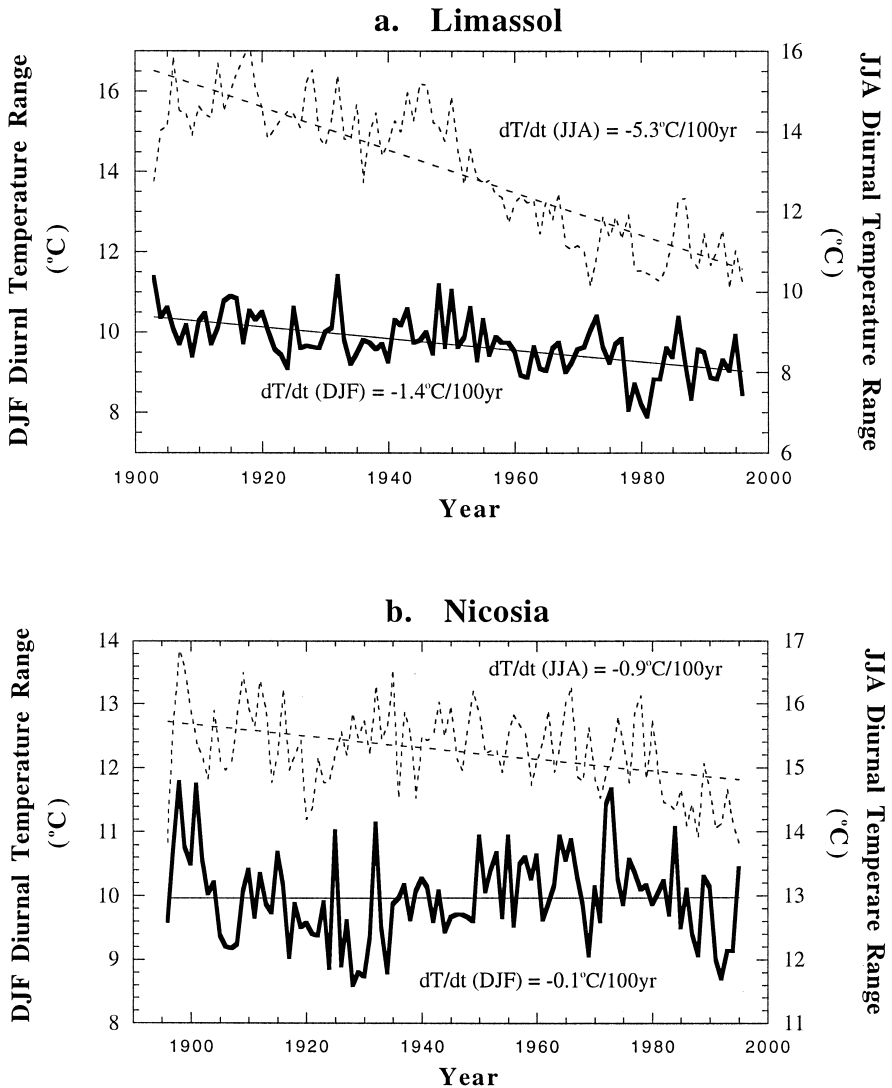 a. Limassol
DJF Diurnl Temperature Range
(°C)
16
14
12
10
8
dT/dt (JJA) = -5.3°C/100yr
dT/dt (DJF) = -1.4°C/100yr
16
14
12
10
8
6
JJA Diurnal Temperature Range
(°C)
1900 1920 1940 1960 1980 2000
Year
b. Nicosia
DJF Diurnal Temperature Range
(°C)
14
13
12
11
10
9
8
dT/dt (JJA) = -0.9°C/100yr
dT/dt (DJF) = -0.1°C/100yr
17
16
15
14
13
12
11
JJA Diurnal Temperare Range
(°C)
1900 1920 1940 1960 1980 2000
Year